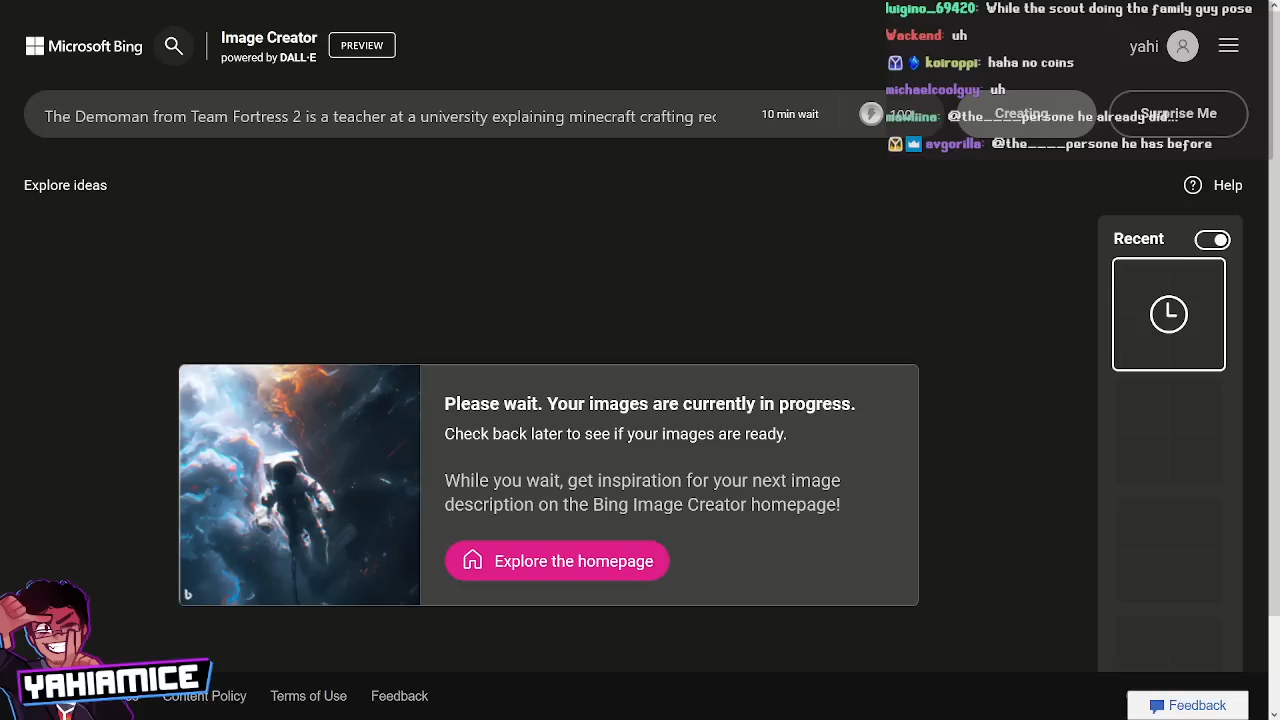 luigino_69420: While the scout doing the family guy pose
Wackend: uh
koiroppi: haha no coins
michaelcoolguy: uh
@the____persone he already did...
avgorilla: @the____persone he has before
Microsoft Bing
Image Creator
powered by DALL·E
PREVIEW
yahi
The Demoman from Team Fortress 2 is a teacher at a university explaining minecraft crafting rec
10 min wait
100
Creating
Surprise Me
Explore ideas
Help
Recent
Please wait. Your images are currently in progress.
Check back later to see if your images are ready.
While you wait, get inspiration for your next image
description on the Bing Image Creator homepage!
Explore the homepage
b
YAHIAMICE
Content Policy
Terms of Use
Feedback
Feedback